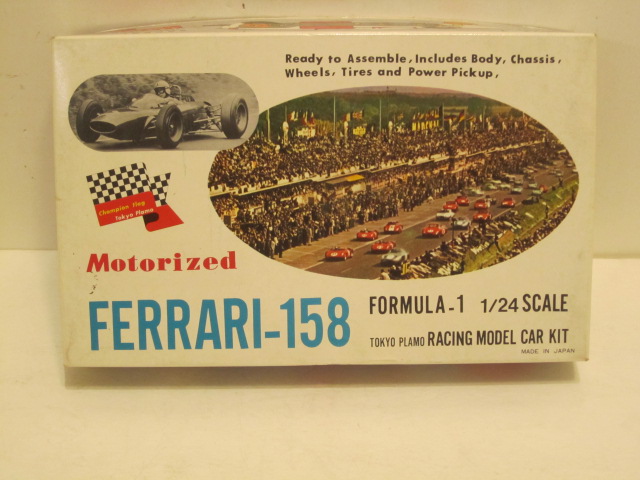 Ready to Assemble, Includes Body, Chassis,
Wheels, Tires and Power Pickup,
Champion Flag
Tokyo Plamo
Motorized
FERRARI-158
FORMULA-1 1/24 SCALE
TOKYO PLAMO RACING MODEL CAR KIT
MADE IN JAPAN